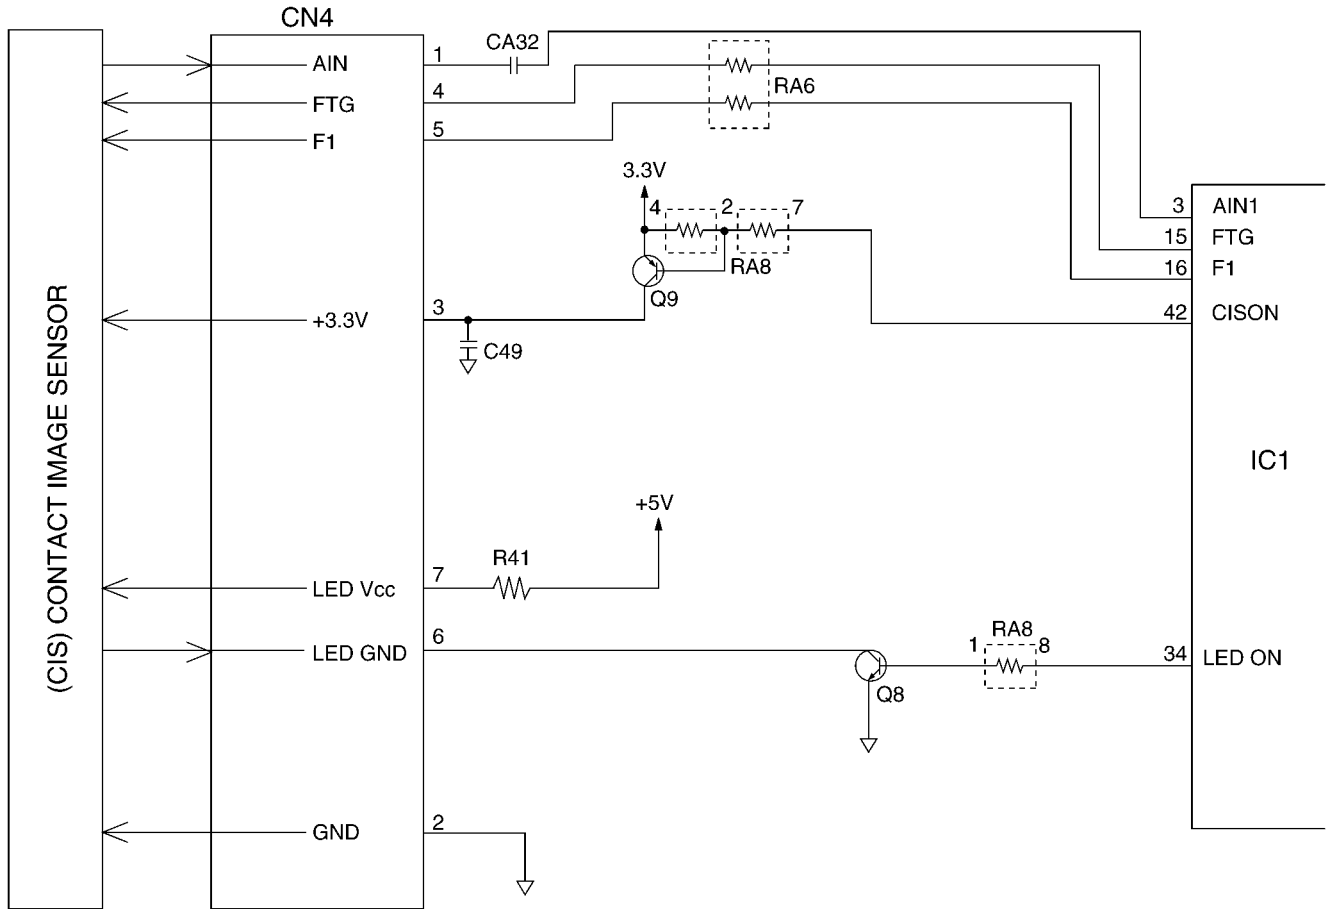 CN4
(CIS) CONTACT IMAGE SENSOR
AIN
1
CA32
FTG
4
RA6
F1
5
3.3V
4
2
7
RA8
Q9
3
AIN1
15
FTG
16
F1
42
CISON
+3.3V
3
C49
IC1
+5V
R41
LED Vcc
7
LED GND
6
RA8
1
8
34
LED ON
Q8
GND
2